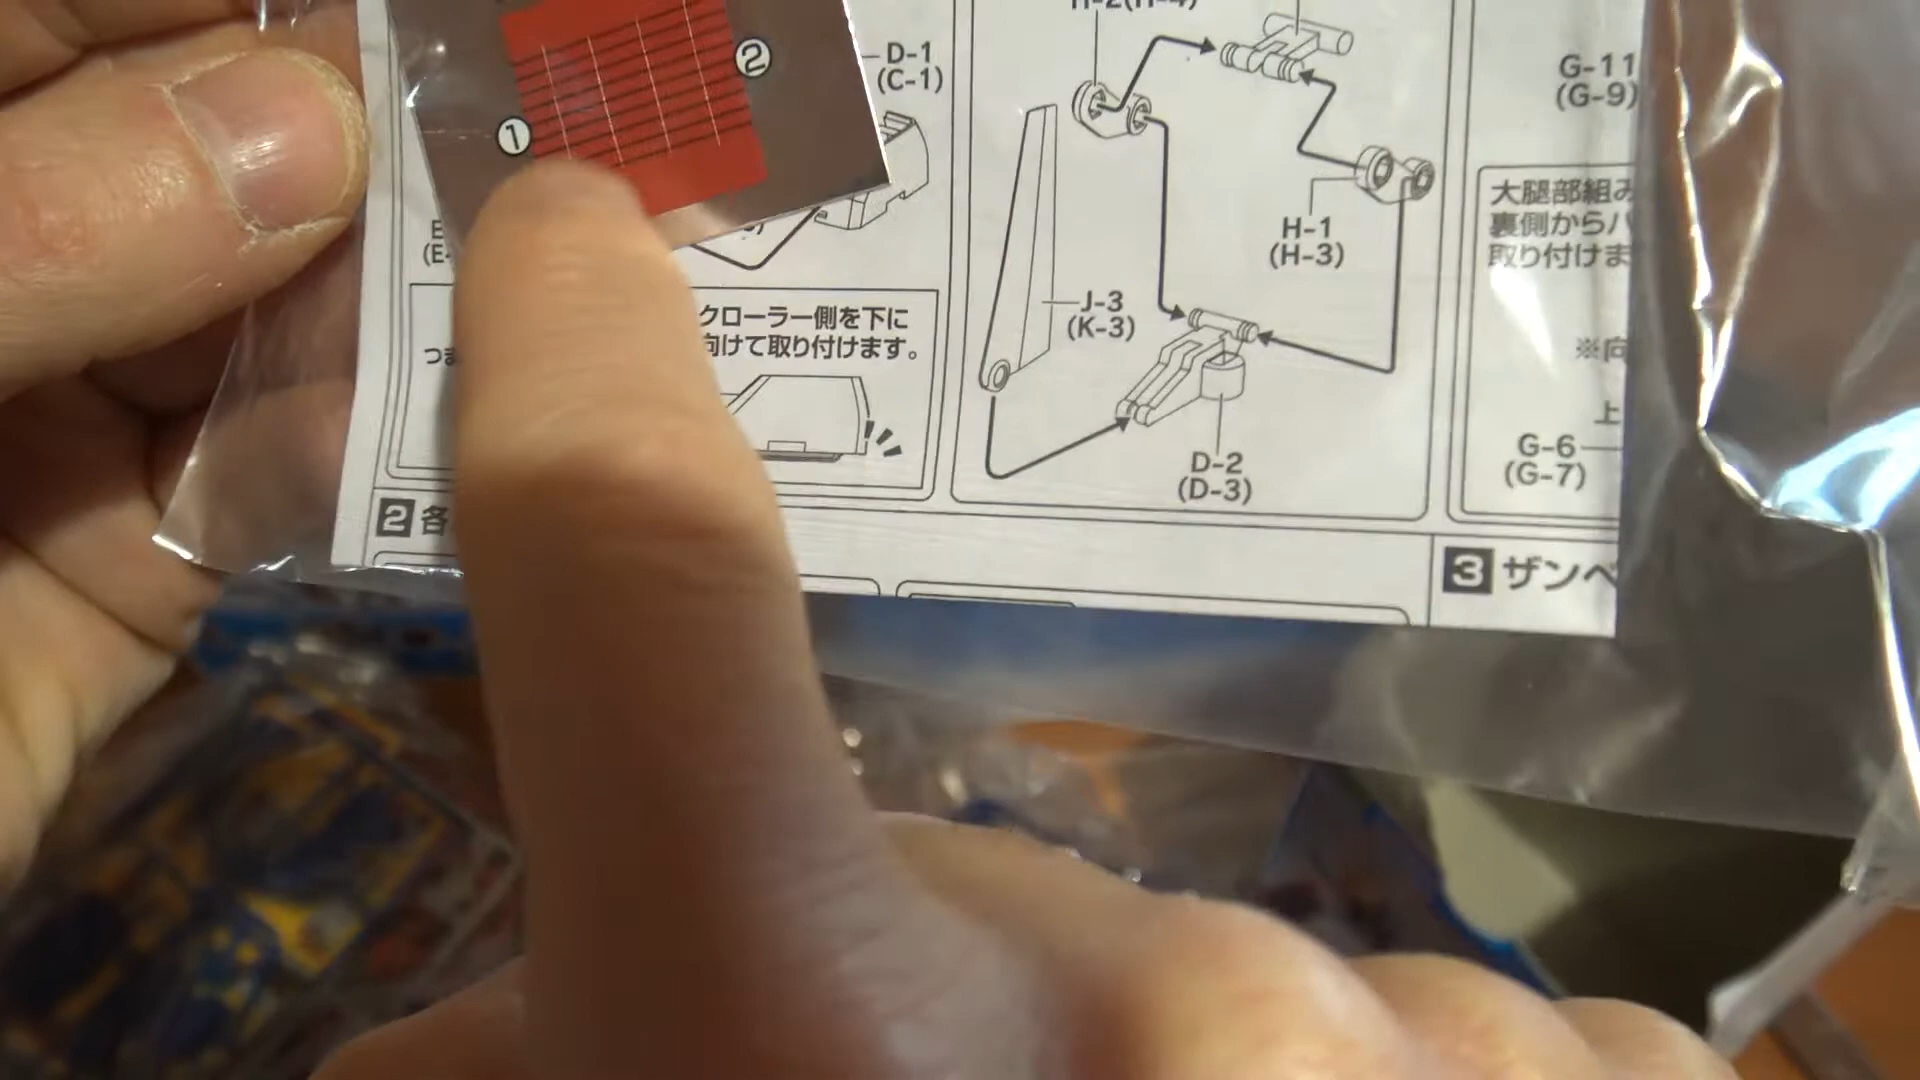 ②
①
D-1
(C-1)
クローラー側を下に
向けて取り付けます。
J-3
(K-3)
H-1
(H-3)
D-2
(D-3)
G-11
(G-9)
大腿部組み
裏側からハ
取り付けま
※向
上
G-6
(G-7)
2 各
3 ザンベ